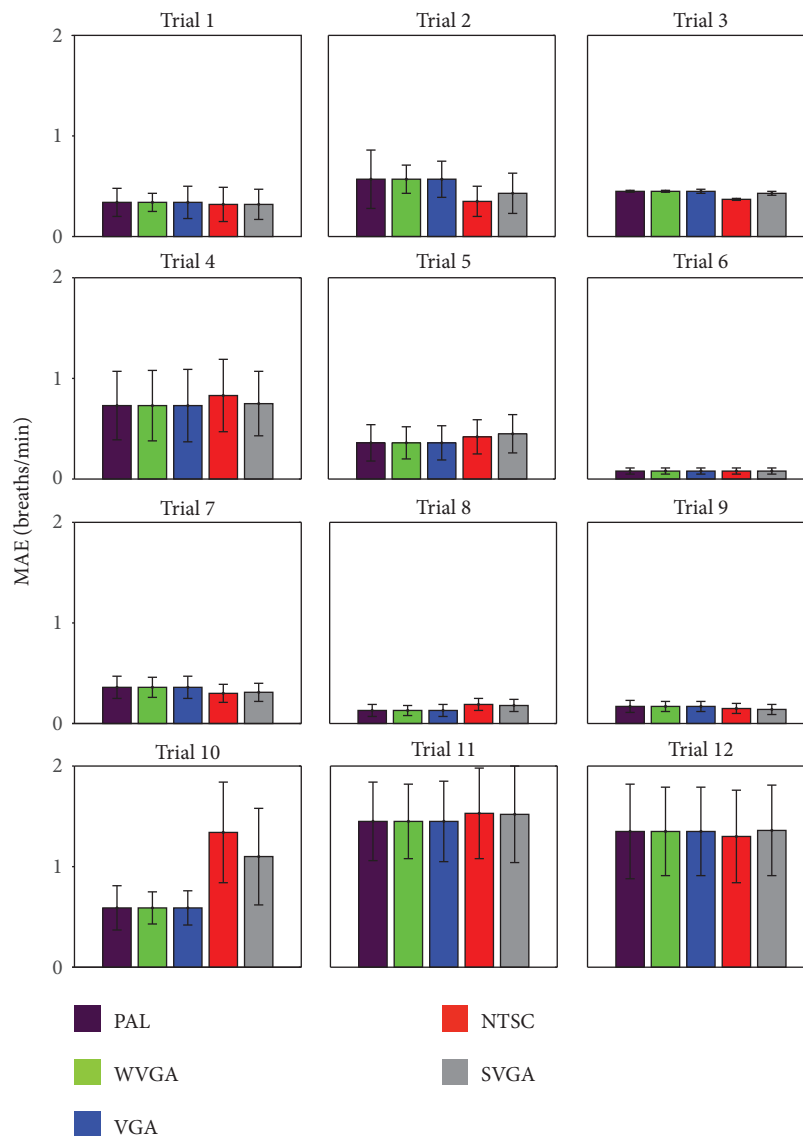 Trial 1 Trial 2 Trial 3
2
1
0
Trial 4 Trial 5 Trial 6
2
1
0
Trial 7 Trial 8 Trial 9
2
1
0
Trial 10 Trial 11 Trial 12
2
1
0
MAE (breaths/min)
PAL NTSC
WVGA SVGA
VGA